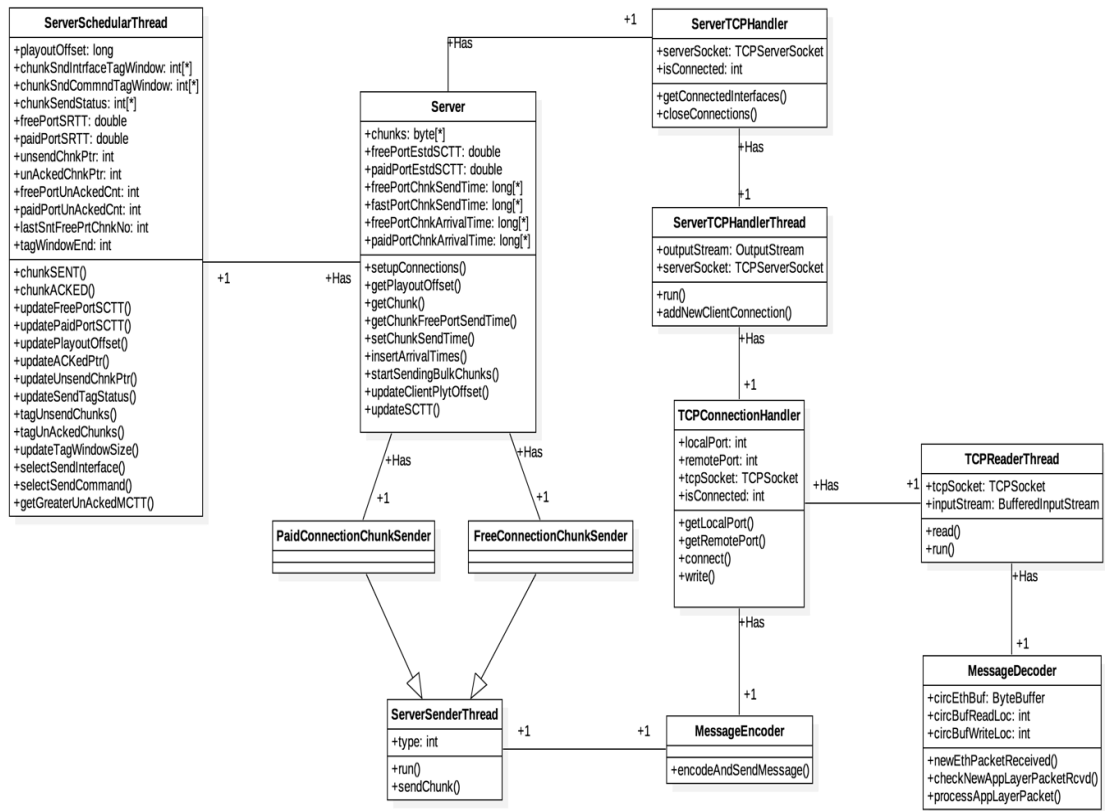 ServerSchedularThread
+playoutOffset: long
+chunkSndIntrfaceTagWindow: int[*]
+chunkSndCommndTagWindow: int[*]
+chunkSendStatus: int[*]
+freePortSRTT: double
+paidPortSRTT: double
+unsendChnkPtr: int
+unAckedChnkPtr: int
+freePortUnAckedCnt: int
+paidPortUnAckedCnt: int
+lastSntFreePrtChnkNo: int
+tagWindowEnd: int
+chunkSENT()
+chunkACKED()
+updateFreePortSCTT()
+updatePaidPortSCTT()
+updatePlayoutOffset()
+updateACKedPtr()
+updateUnsendChnkPtr()
+updateSendTagStatus()
+tagUnsendChunks()
+tagUnAckedChunks()
+updateTagWindowSize()
+selectSendInterface()
+selectSendCommand()
+getGreaterUnAckedMCTT()
+1
+Has
+Has
+1
Server
+chunks: byte[*]
+freePortEstdSCTT: double
+paidPortEstdSCTT: double
+freePortChnkSendTime: long[*]
+fastPortChnkSendTime: long[*]
+freePortChnkArrivalTime: long[*]
+paidPortChnkArrivalTime: long[*]
+setupConnections()
+getPlayoutOffset()
+getChunk()
+getChunkFreePortSendTime()
+setChunkSendTime()
+insertArrivalTimes()
+startSendingBulkChunks()
+updateClientPlytOffset()
+updateSCTT()
+Has
+Has
+1
+1
PaidConnectionChunkSender
FreeConnectionChunkSender
ServerSenderThread
+type: int
+run()
+sendChunk()
+1
+1
ServerTCPHandler
+serverSocket: TCPServerSocket
+isConnected: int
+getConnectedInterfaces()
+closeConnections()
+Has
+1
ServerTCPHandlerThread
+outputStream: OutputStream
+serverSocket: TCPServerSocket
+run()
+addNewClientConnection()
+Has
+1
TCPConnectionHandler
+localPort: int
+remotePort: int
+tcpSocket: TCPSocket
+isConnected: int
+getLocalPort()
+getRemotePort()
+connect()
+write()
+Has
+1
+Has
+1
MessageEncoder
+encodeAndSendMessage()
TCPReaderThread
+tcpSocket: TCPSocket
+inputStream: BufferedInputStream
+read()
+run()
+Has
+1
MessageDecoder
+circEthBuf: ByteBuffer
+circBufReadLoc: int
+circBufWriteLoc: int
+newEthPacketReceived()
+checkNewAppLayerPacketRcvd()
+processAppLayerPacket()